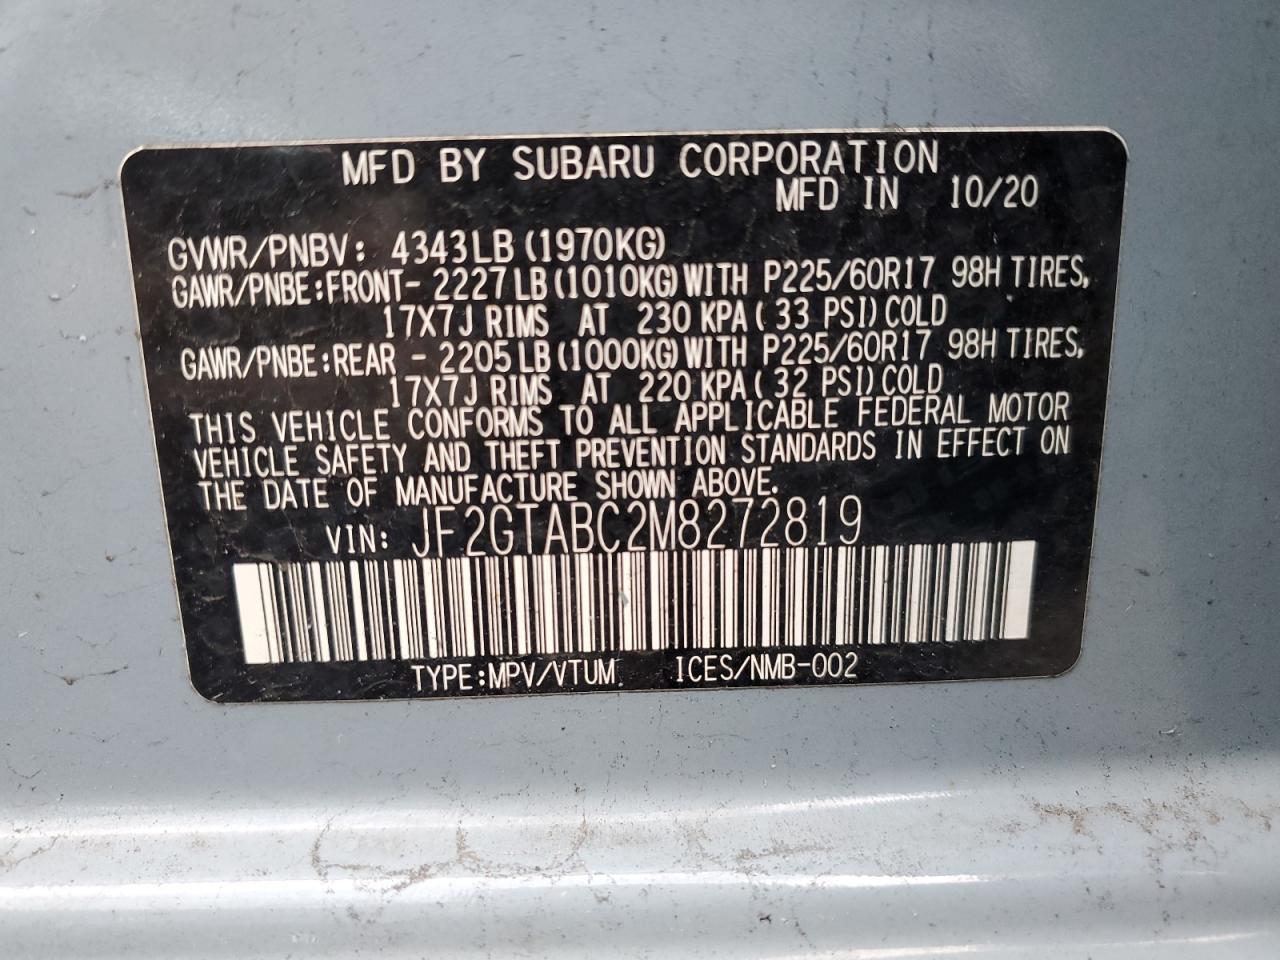 MFD BY SUBARU CORPORATION
MFD IN 10/20
GVWR/PNBV: 4343LB (1970KG)
GAWR/PNBE:FRONT- 2227LB (1010KG) WITH P225/60R17 98H TIRES,
17X7J RIMS AT 230 KPA ( 33 PSI) COLD
GAWR/PNBE:REAR - 2205LB (1000KG) WITH P225/60R17 98H TIRES,
17X7J RIMS AT 220 KPA ( 32 PSI) COLD
THIS VEHICLE CONFORMS TO ALL APPLICABLE FEDERAL MOTOR
VEHICLE SAFETY AND THEFT PREVENTION STANDARDS IN EFFECT ON
THE DATE OF MANUFACTURE SHOWN ABOVE.
VIN: JF2GTABC2M8272819
TYPE:MPV/VTUM ICES/NMB-002